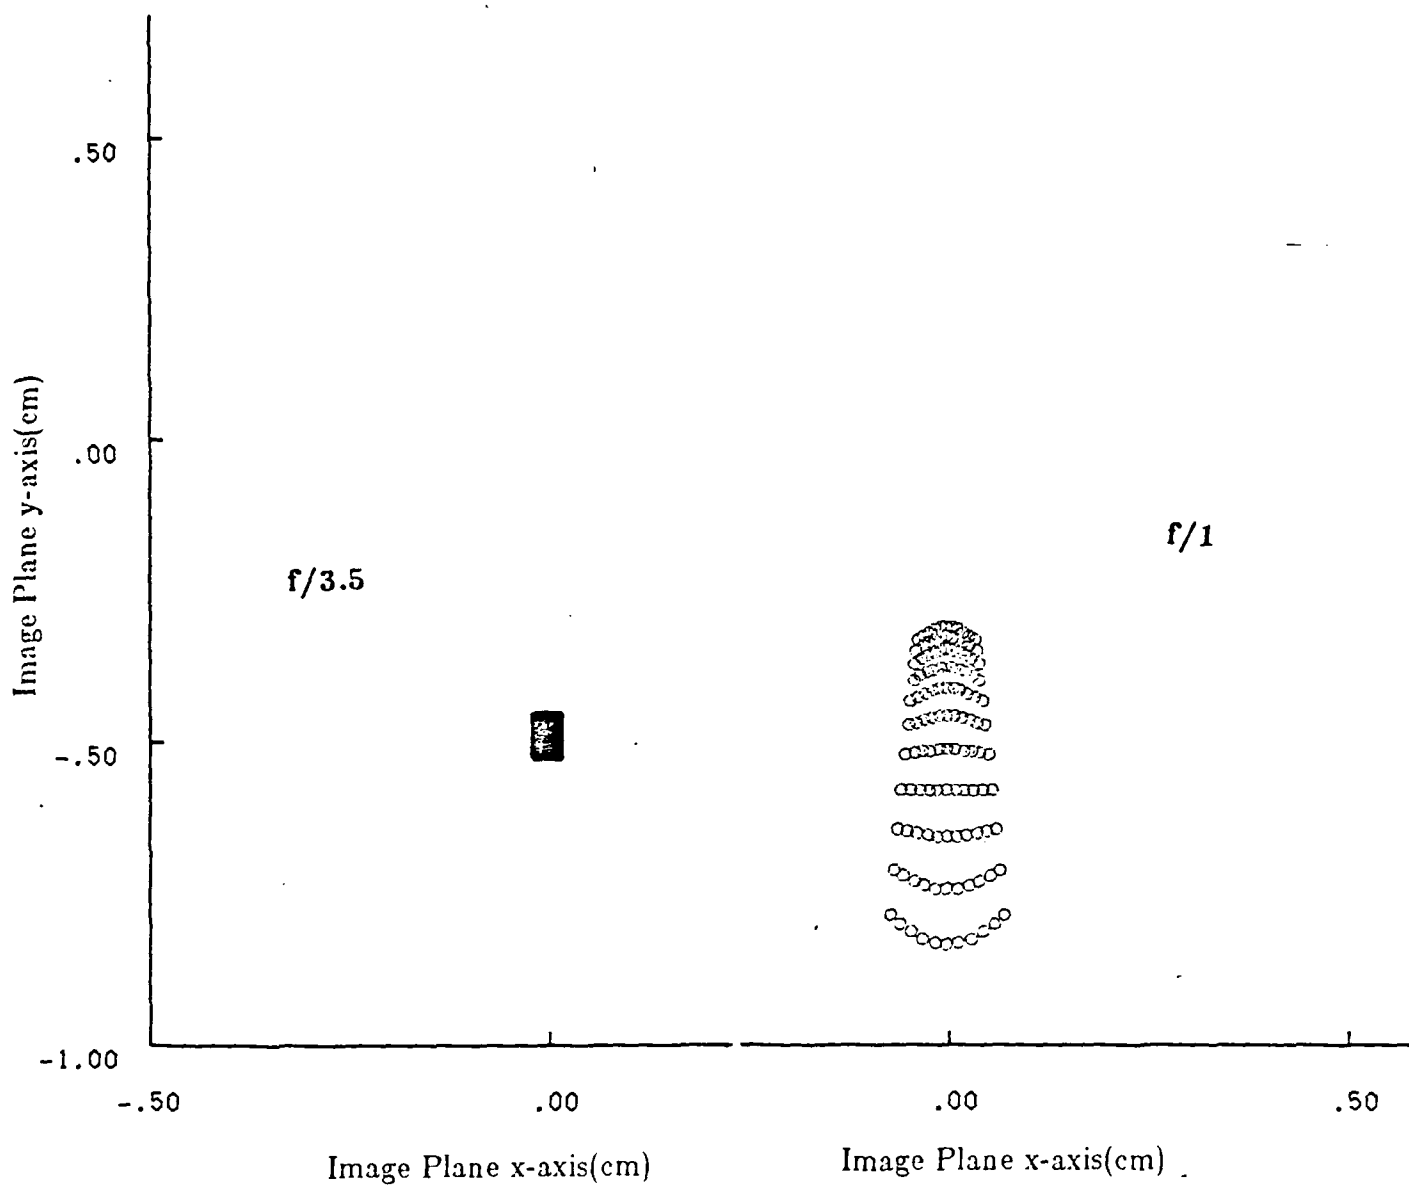 .50
.00
-.50
-1.00
Image Plane y-axis(cm)
f/3.5
f/1
-.50
.00
.00
.50
Image Plane x-axis(cm)
Image Plane x-axis(cm)